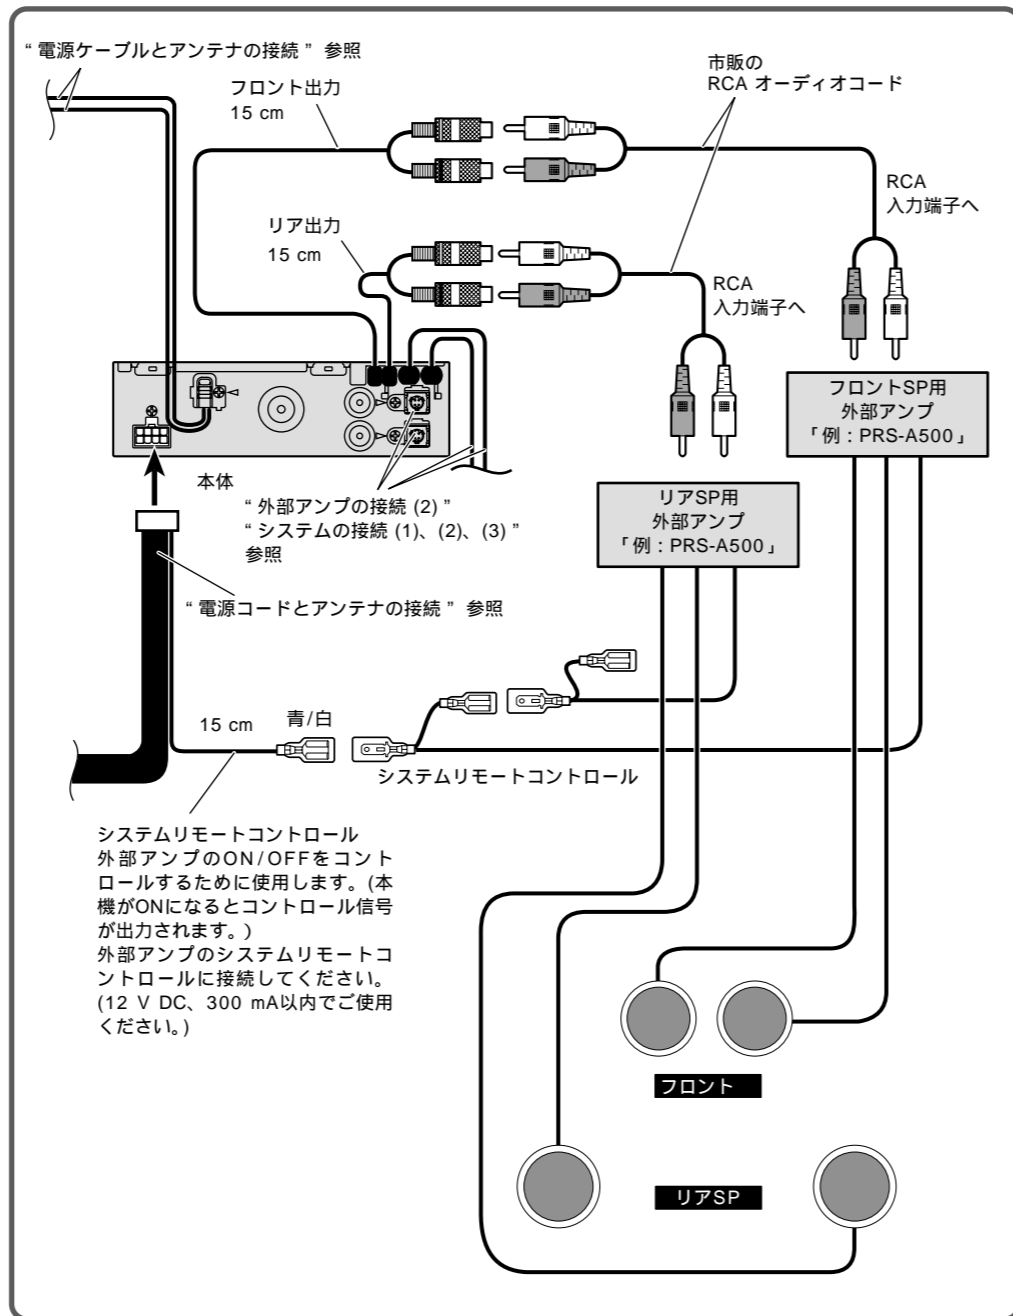 “ 電源ケーブルとアンテナの接続 ” 参照
フロント出力
15 cm
市販の
RCA オーディオコード
RCA
入力端子へ
リア出力
15 cm
RCA
入力端子へ
フロントSP用
外部アンプ
「例：PRS-A500」
本体
“ 外部アンプの接続 (2) ”
“ システムの接続 (1)、(2)、(3) ”
参照
リアSP用
外部アンプ
「例：PRS-A500」
“ 電源コードとアンテナの接続 ” 参照
15 cm
青/白
システムリモートコントロール
システムリモートコントロール
外部アンプのON/OFFをコント
ロールするために使用します。(本
機がONになるとコントロール信号
が出力されます。)
外部アンプのシステムリモートコ
ントロールに接続してください。
(12 V DC、300 mA以内でご使用
ください。)
フロント
リアSP